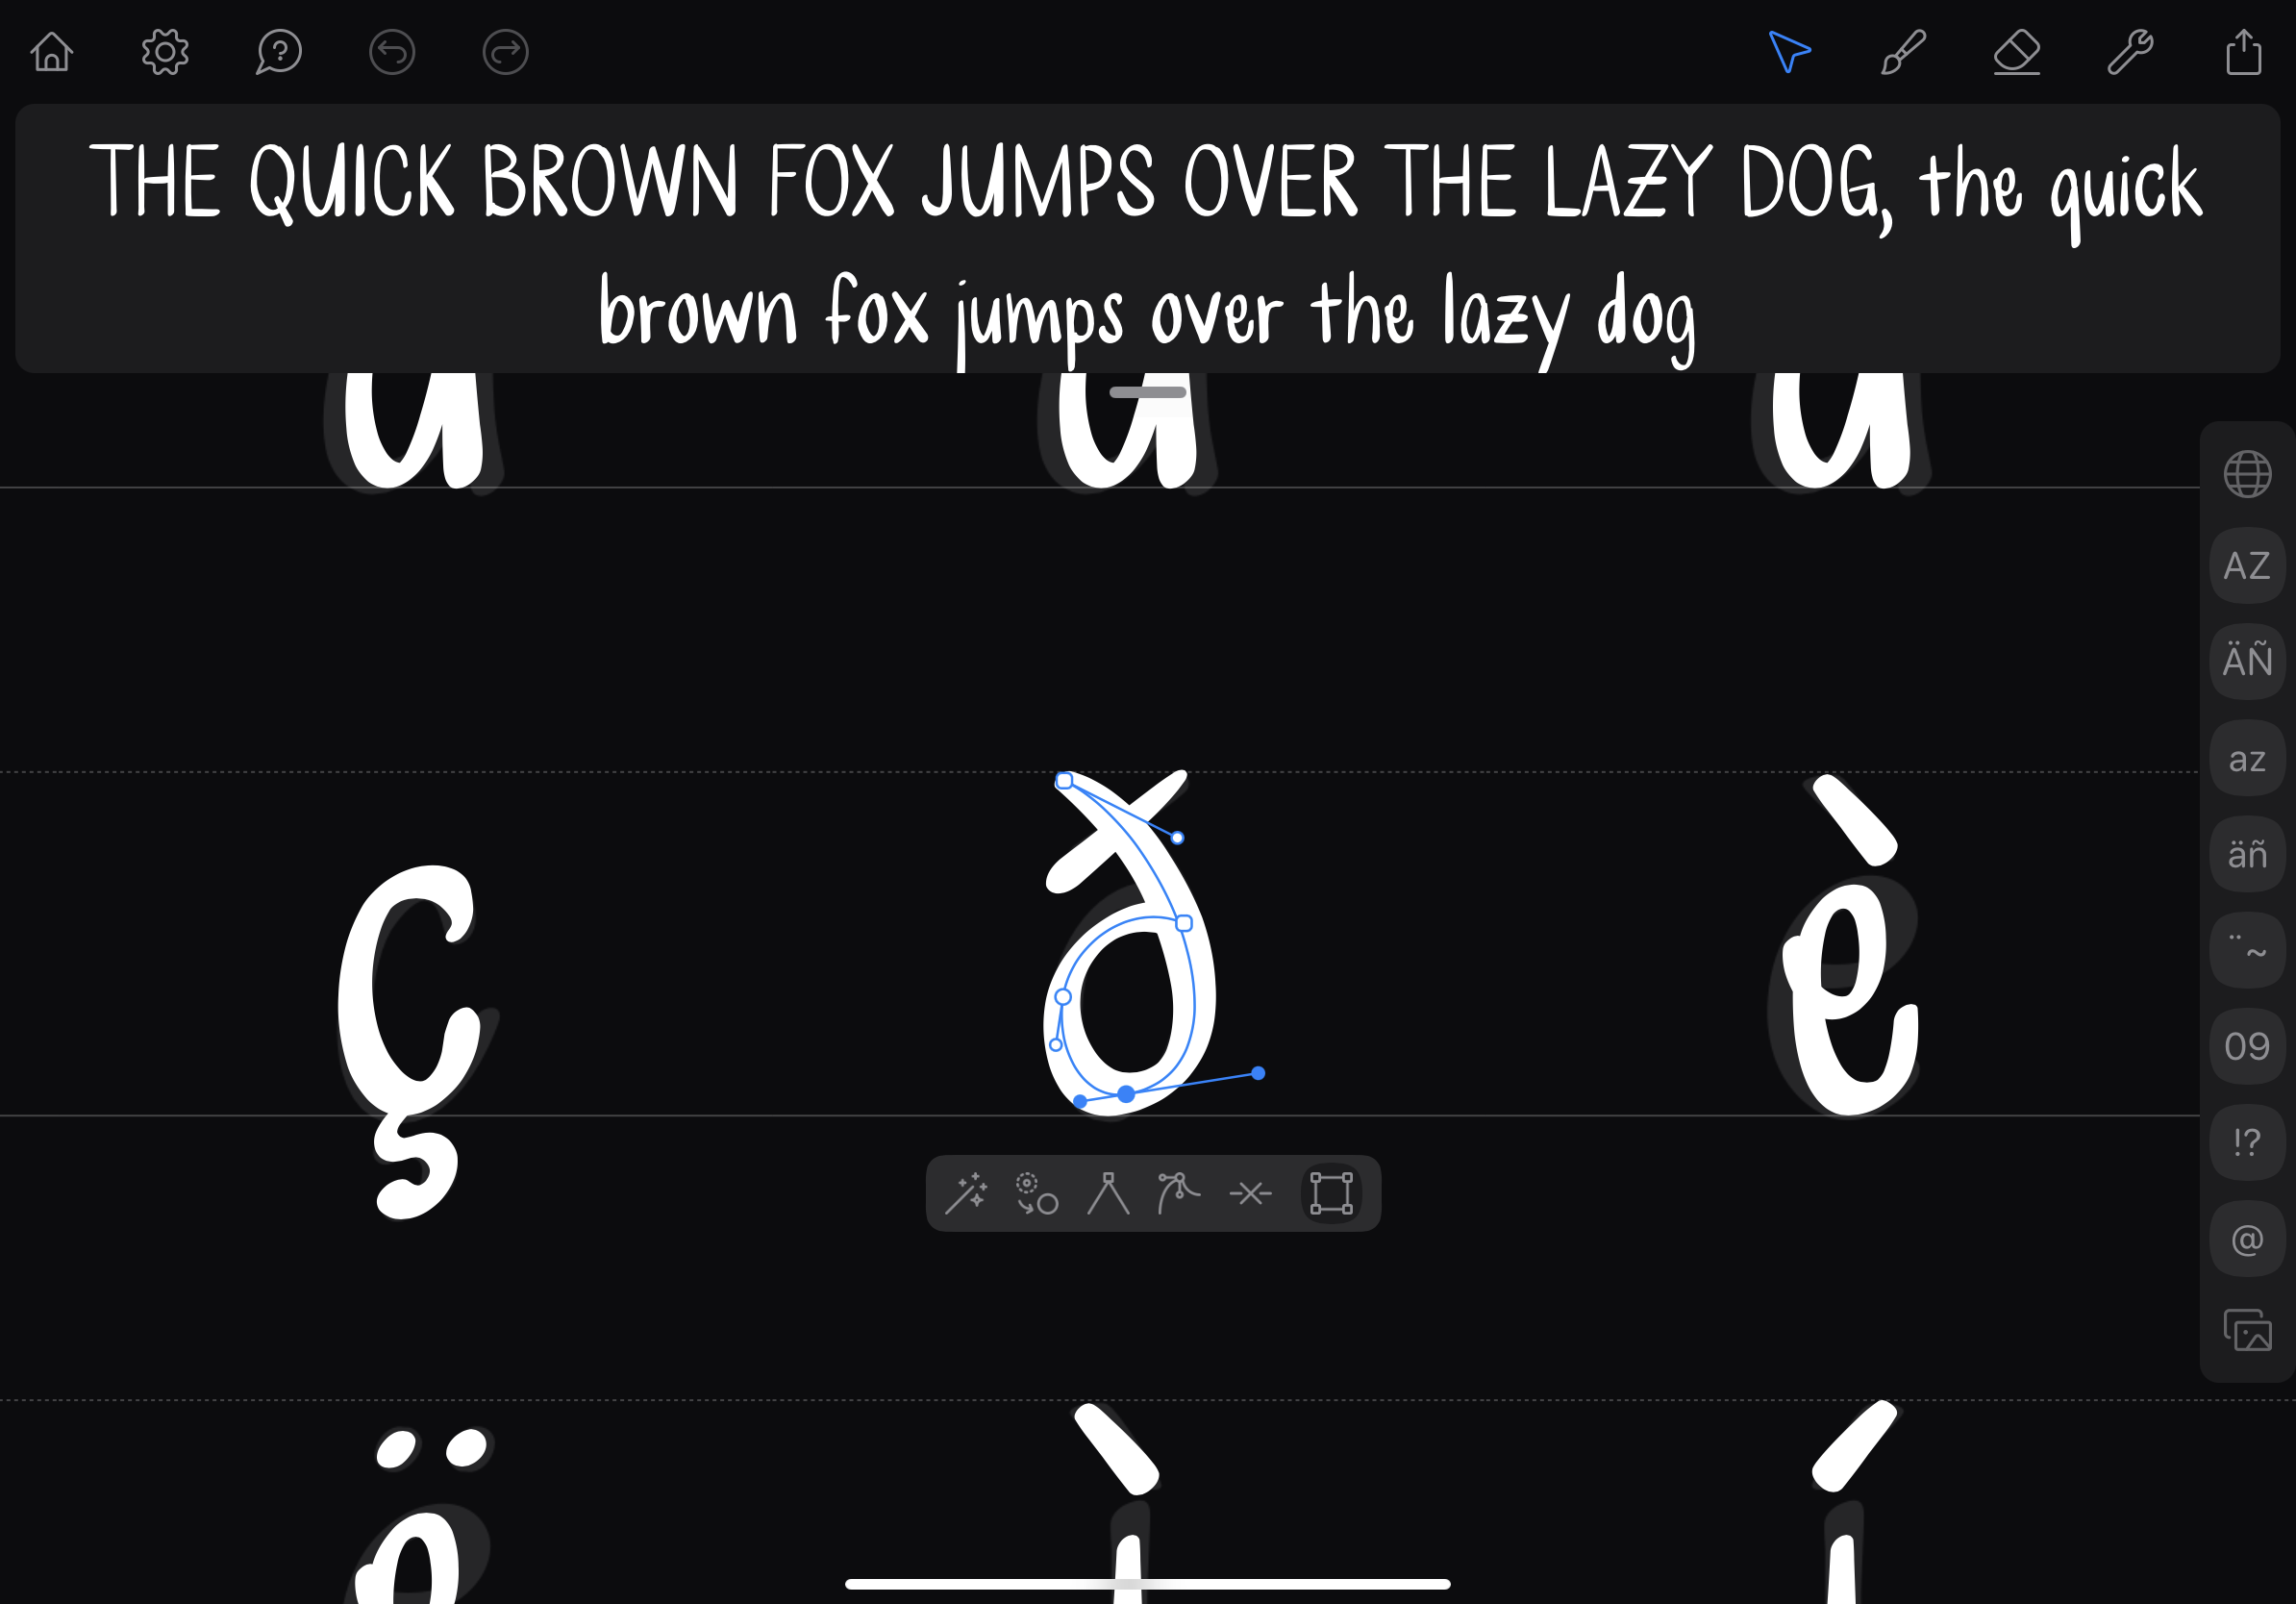 THE QUICK BROWN FOX JUMPS OVER THE LAZY DOG, the quick
brown fox jumps over the lazy dog
AZ
ÄÑ
az
ç ð è
äñ
¨~
09
!?
@
ë ì í